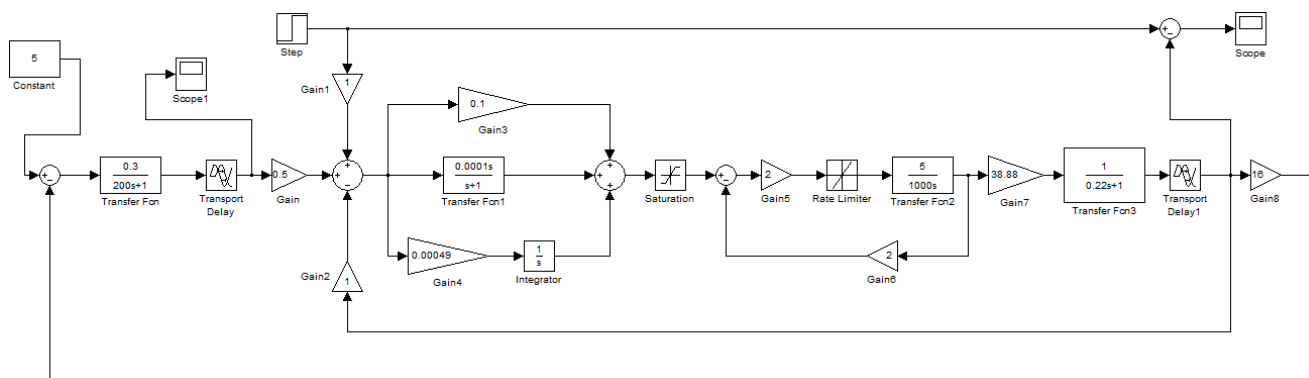 Step
Scope
5
Constant
Scope1
1
Gain1
0.1
Gain3
0.3
200s+1
Transfer Fcn
Transport
Delay
0.5
Gain
0.0001s
s+1
Transfer Fcn1
Saturation
2
Gain5
Rate Limiter
5
1000s
Transfer Fcn2
38.88
Gain7
1
0.22s+1
Transfer Fcn3
Transport
Delay1
16
Gain8
1
Gain2
0.00049
Gain4
1
s
Integrator
2
Gain6